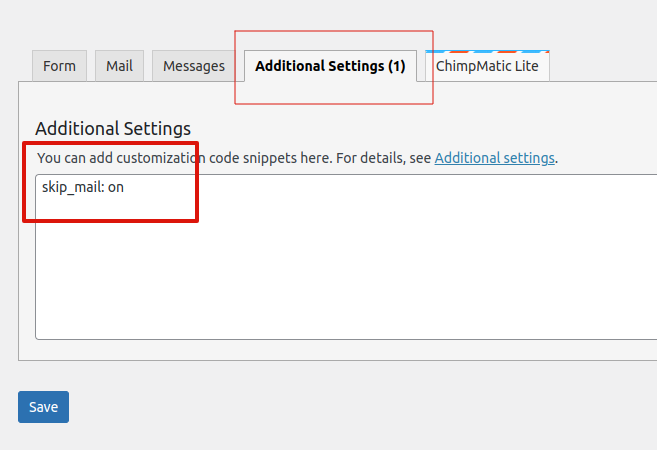 Form Mail Messages Additional Settings (1) ChimpMatic Lite
Additional Settings
You can add customization code snippets here. For details, see Additional settings.
skip_mail: on
Save